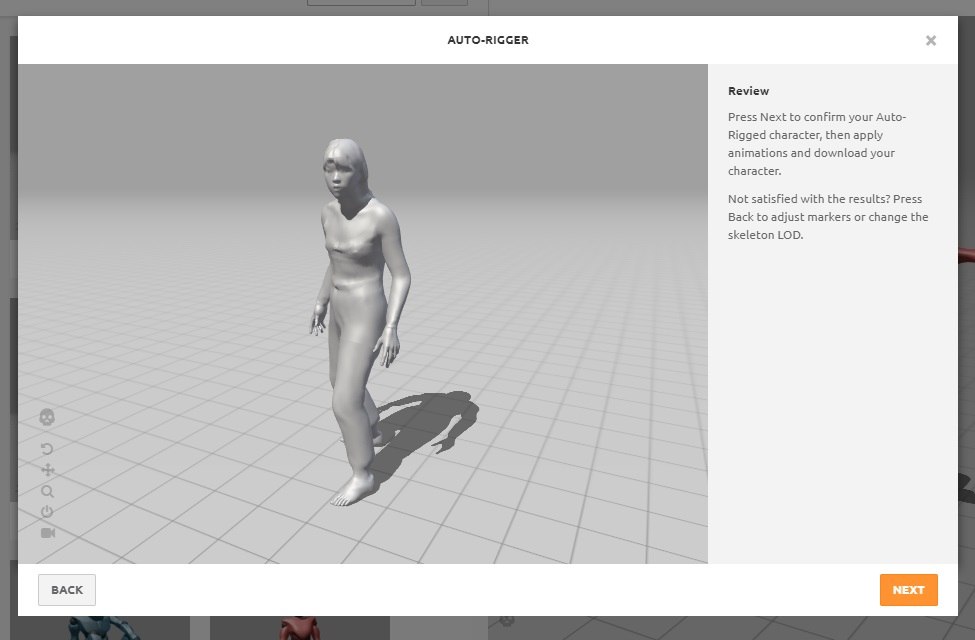 AUTO-RIGGER
Review
Press Next to confirm your Auto-
Rigged character, then apply
animations and download your
character.
Not satisfied with the results? Press
Back to adjust markers or change the
skeleton LOD.
BACK
NEXT